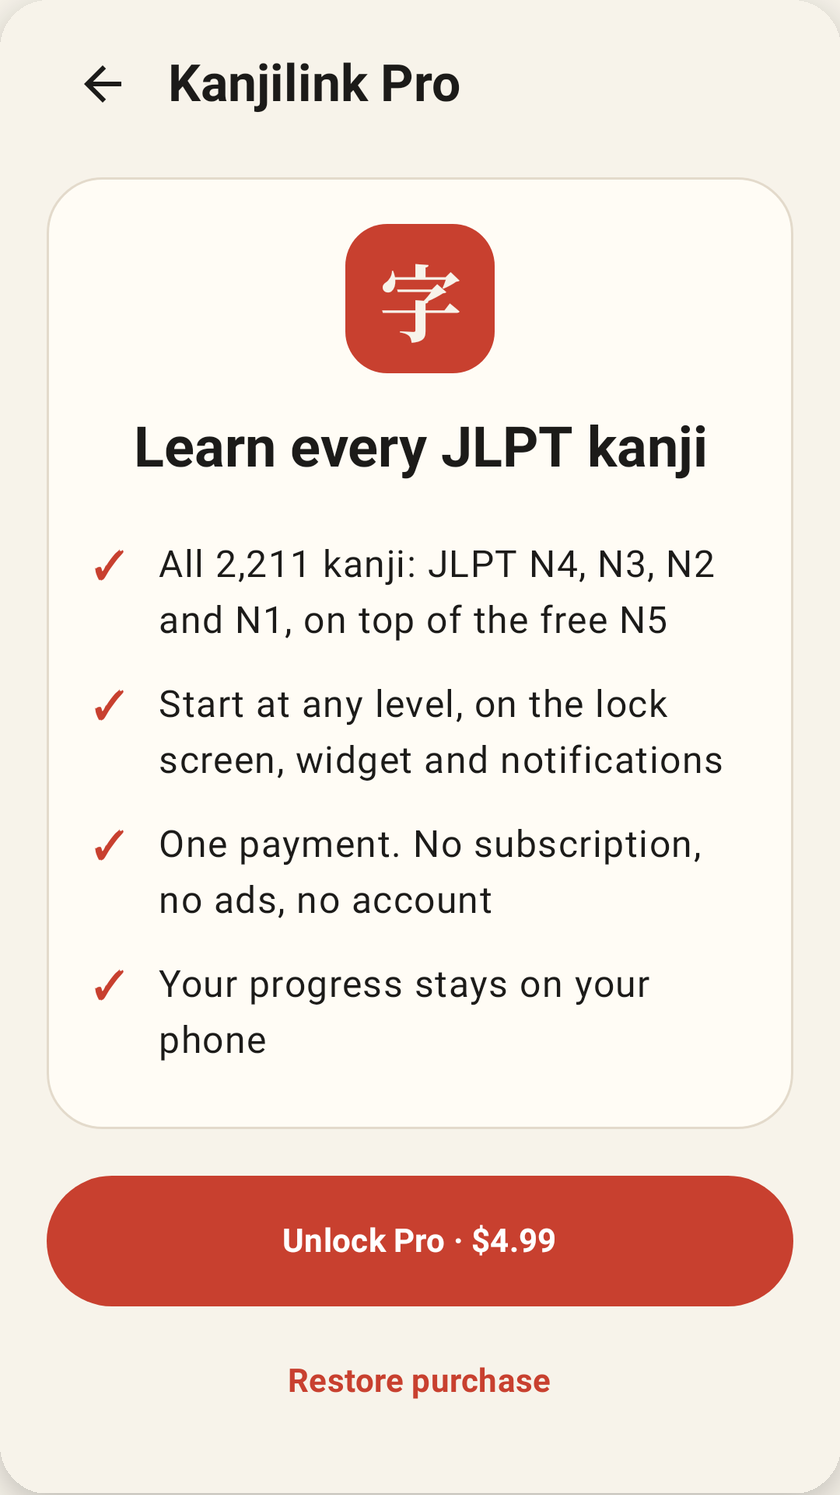 Kanjilink Pro
字
Learn every JLPT kanji
✓ All 2,211 kanji: JLPT N4, N3, N2
and N1, on top of the free N5
✓ Start at any level, on the lock
screen, widget and notifications
✓ One payment. No subscription,
no ads, no account
✓ Your progress stays on your
phone
Unlock Pro · $4.99
Restore purchase